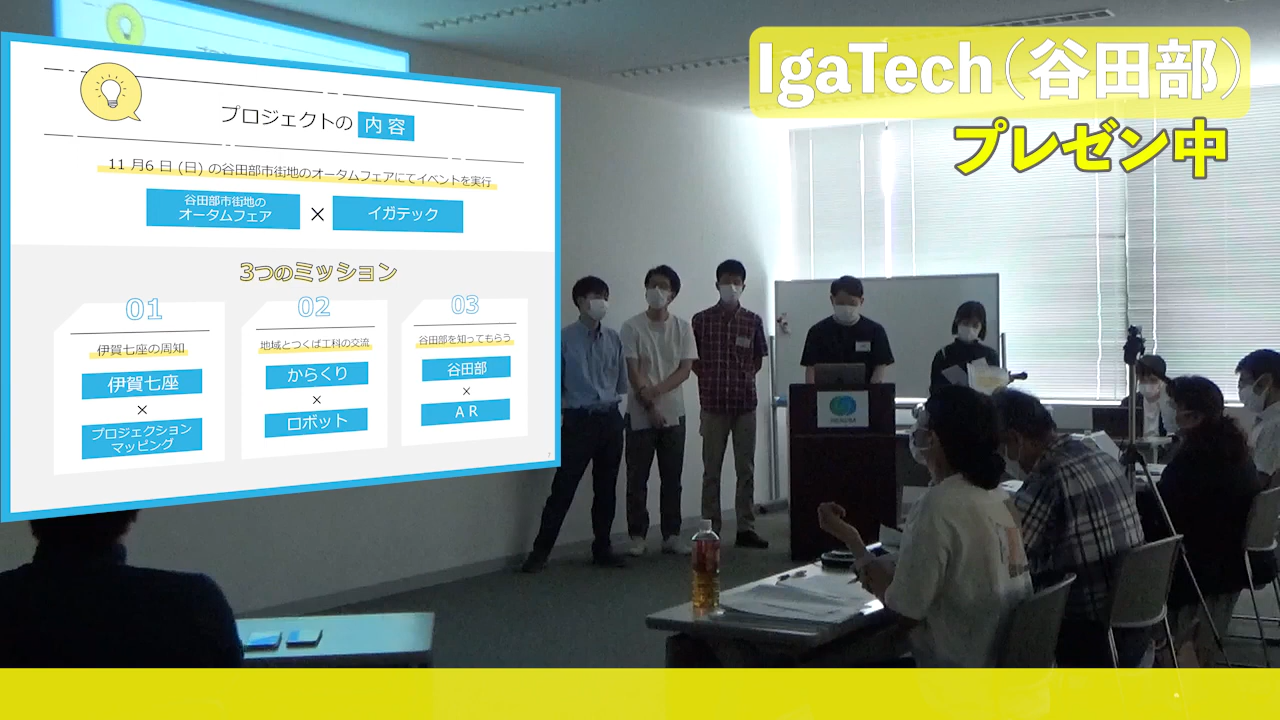 IgaTech（谷田部）
プレゼン中
プロジェクトの 内容
11月6日(日)の谷田部市街地のオータムフェアにてイベントを実行
谷田部市街地の
オータムフェア
×
イガテック
3つのミッション
01
伊賀七座の周知
伊賀七座
×
プロジェクション
マッピング
02
地域とつくば工科の交流
からくり
×
ロボット
03
谷田部を知ってもらう
谷田部
×
AR